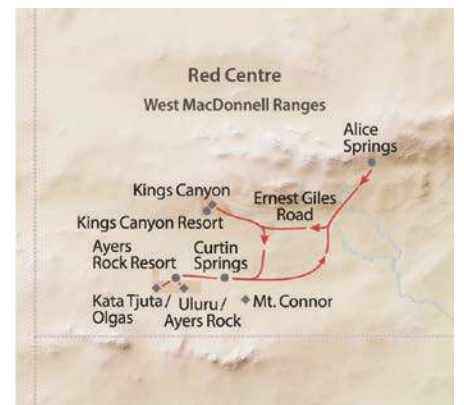 Red Centre
West MacDonnell Ranges
Alice
Springs
Kings Canyon
Ernest Giles
Road
Kings Canyon Resort
Ayers
Rock Resort
Curtin
Springs
Kata Tjuta/
Olgas
Uluru/
Ayers Rock
Mt. Connor